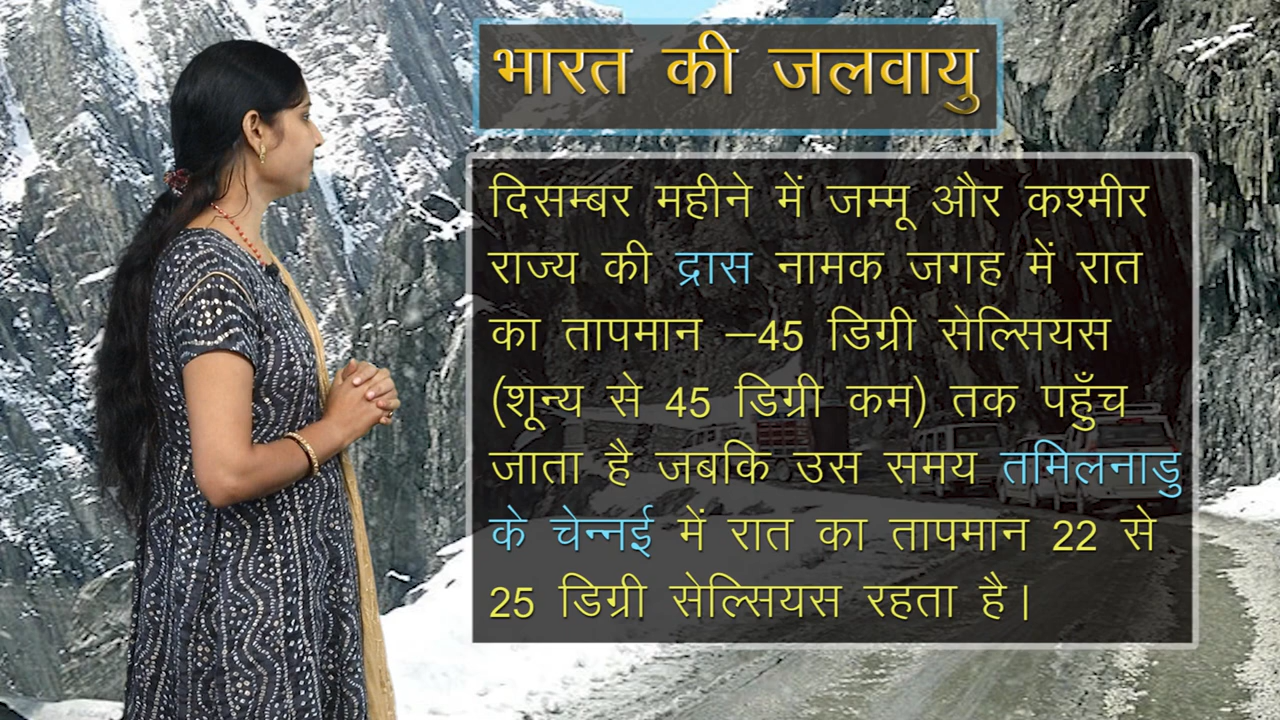 भारत की जलवायु
दिसम्बर महीने में जम्मू और कश्मीर
राज्य की द्रास नामक जगह में रात
का तापमान –45 डिग्री सेल्सियस
(शून्य से 45 डिग्री कम) तक पहुँच
जाता है जबकि उस समय तमिलनाडु
के चेन्नई में रात का तापमान 22 से
25 डिग्री सेल्सियस रहता है।